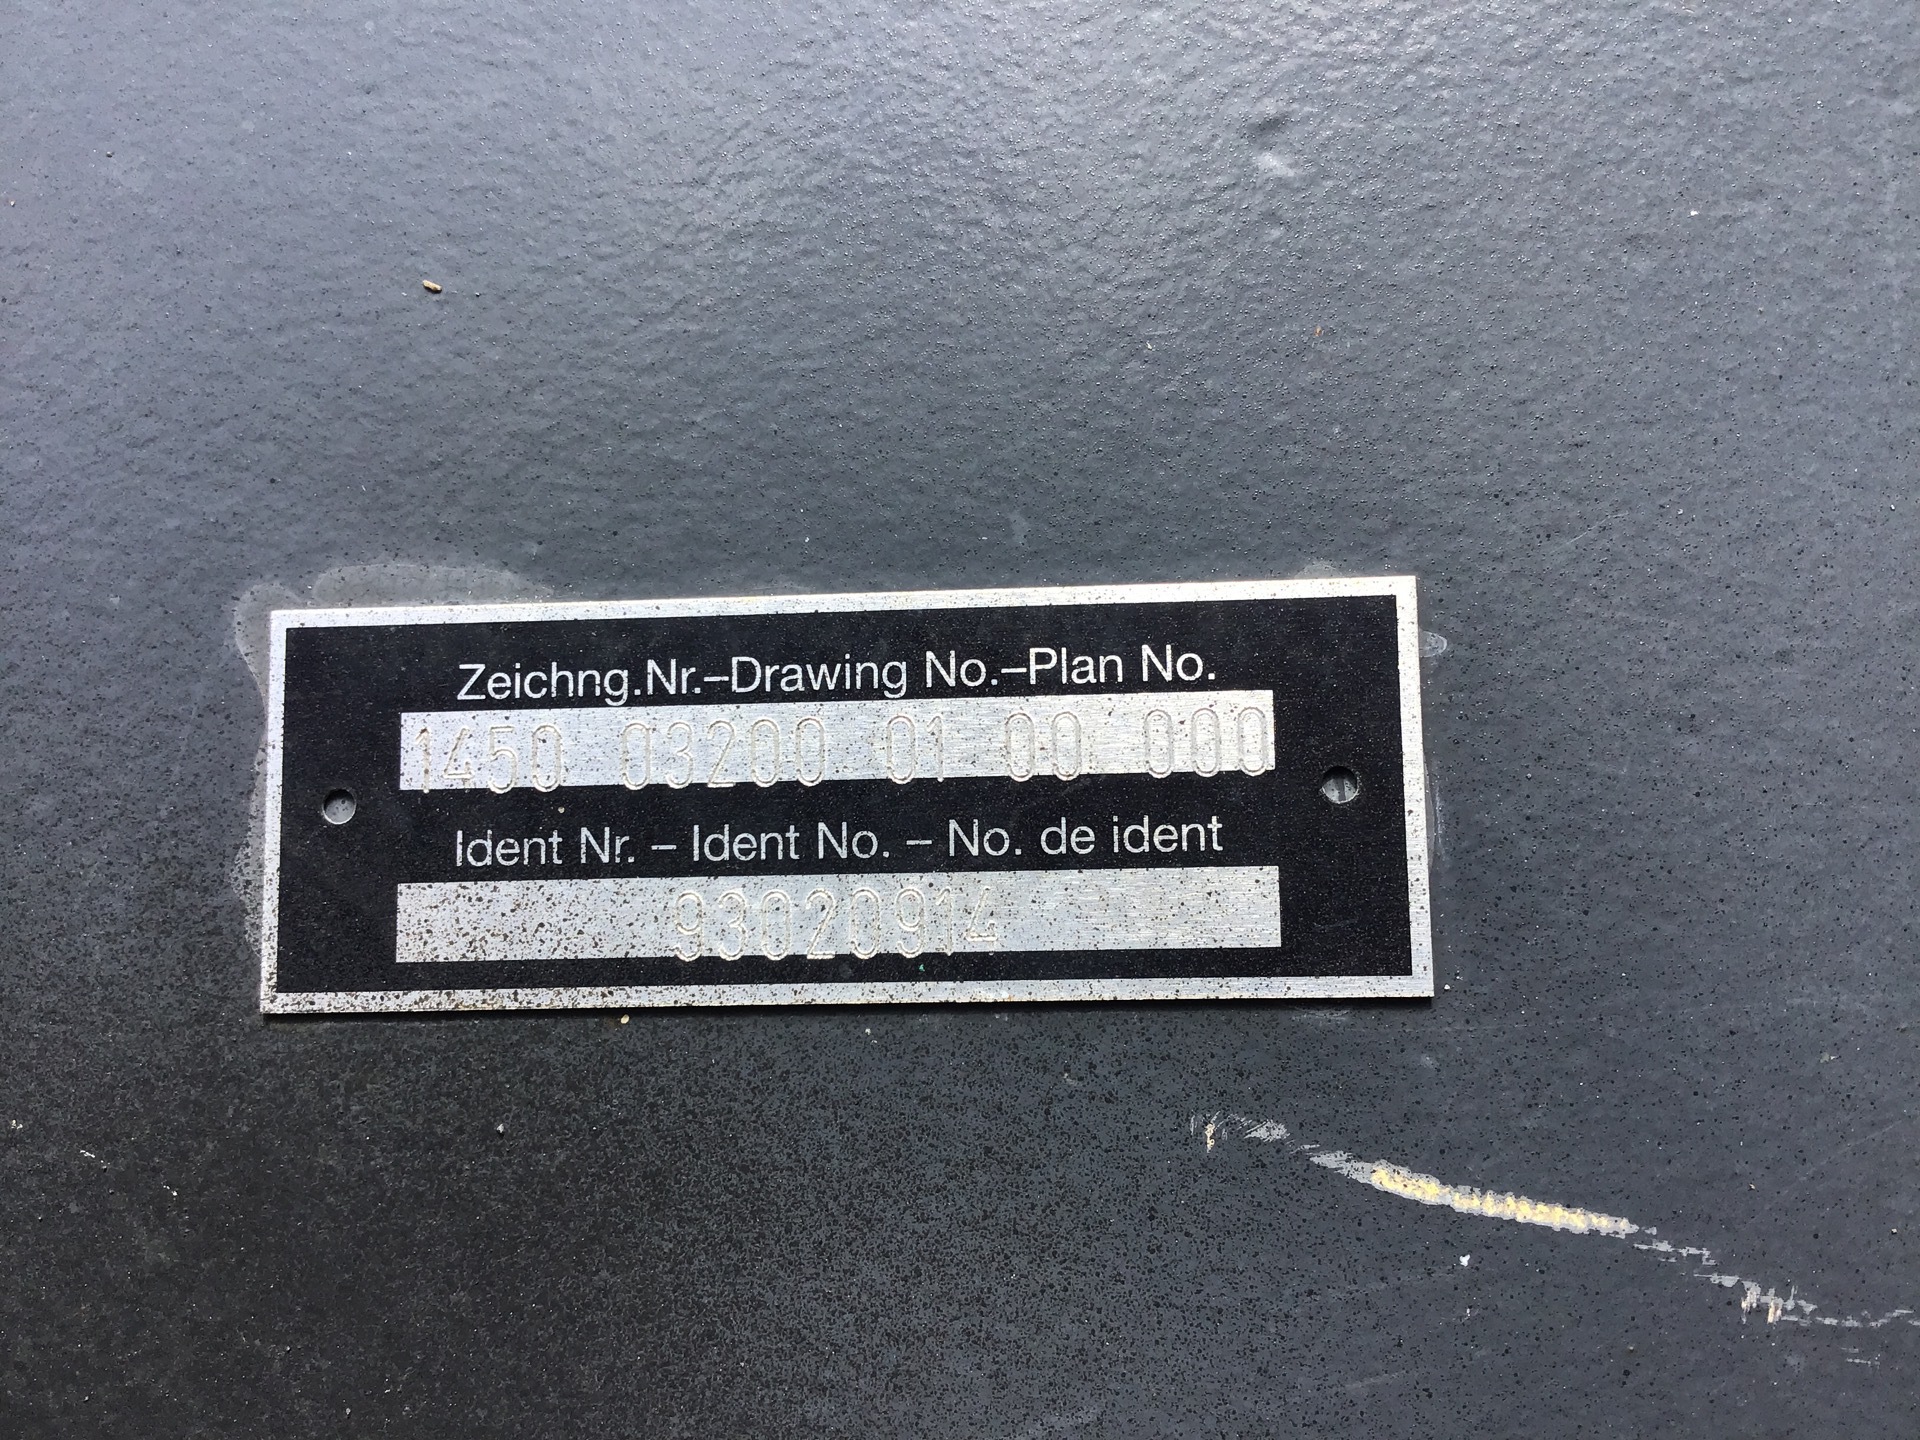 Zeichng.Nr.–Drawing No.–Plan No.
1450 03200 01 00 000
Ident Nr. – Ident No. – No. de ident
93020914